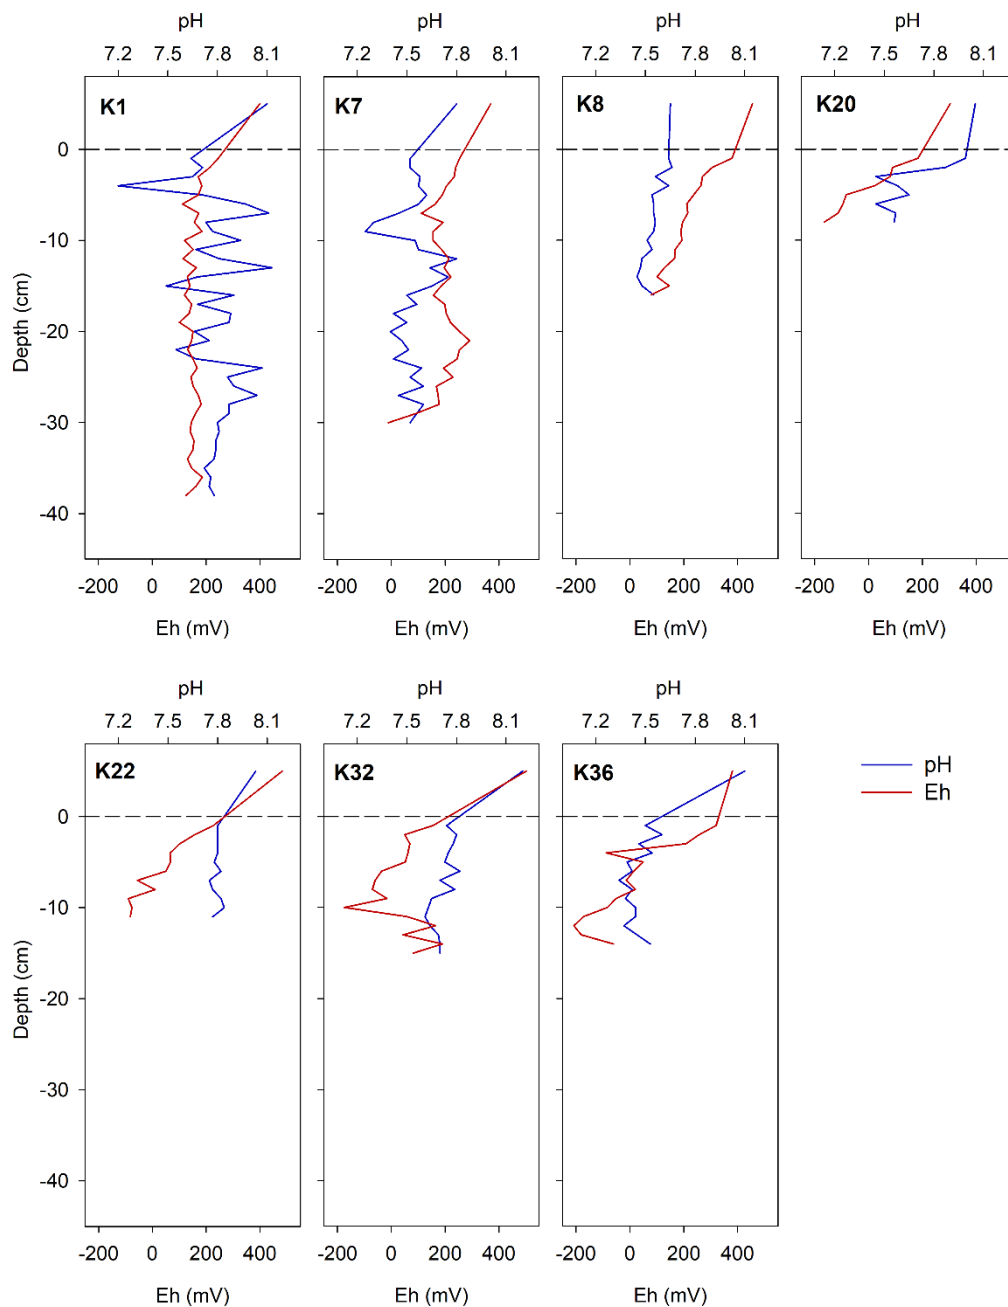 pH pH pH pH
7.2 7.5 7.8 8.1 7.2 7.5 7.8 8.1 7.2 7.5 7.8 8.1 7.2 7.5 7.8 8.1
K1 K7 K8 K20
0
-10
-20
-30
-40
Depth (cm)
-200 0 200 400 -200 0 200 400 -200 0 200 400 -200 0 200 400
Eh (mV) Eh (mV) Eh (mV) Eh (mV)
pH pH pH
7.2 7.5 7.8 8.1 7.2 7.5 7.8 8.1 7.2 7.5 7.8 8.1
K22 K32 K36
pH
Eh
0
-10
-20
-30
-40
Depth (cm)
-200 0 200 400 -200 0 200 400 -200 0 200 400
Eh (mV) Eh (mV) Eh (mV)